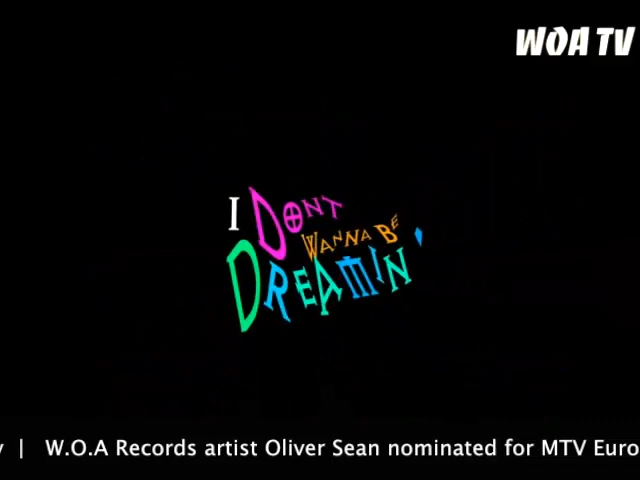 WOA TV
I DONT
WANNA BE
DREAMIN'
| W.O.A Records artist Oliver Sean nominated for MTV Euro